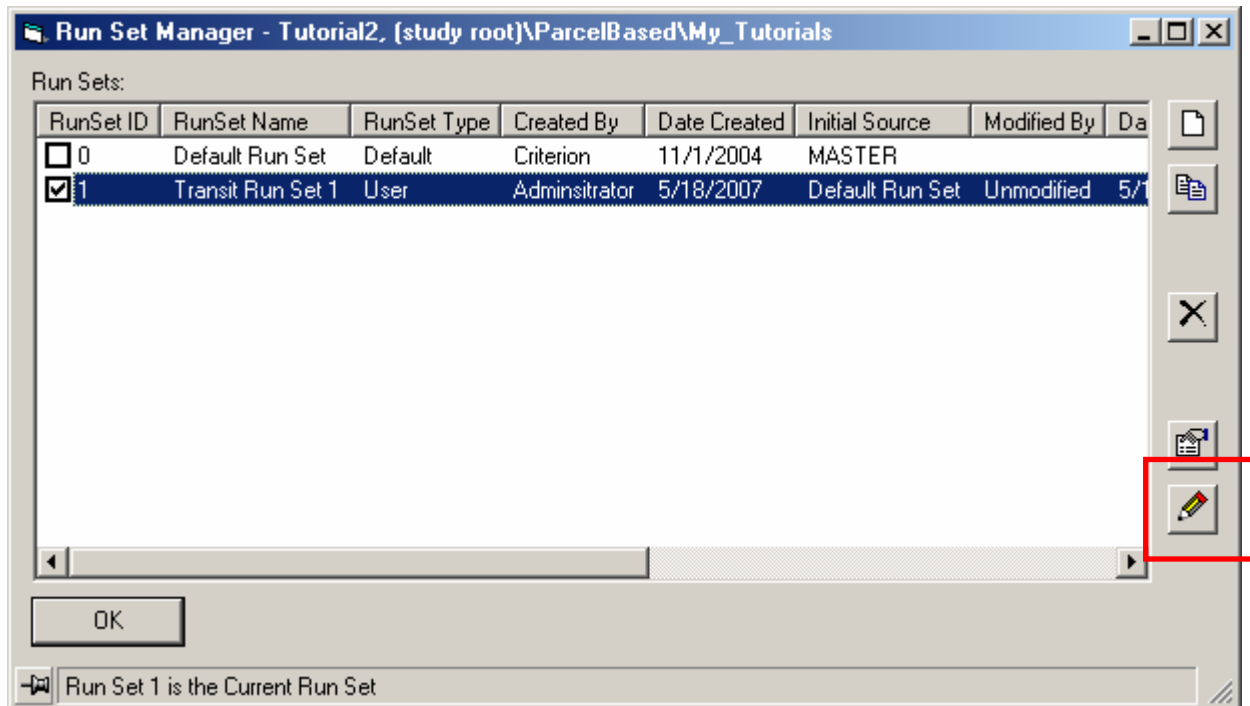 Run Set Manager - Tutorial2, (study root)\ParcelBased\My_Tutorials
Run Sets:
RunSet ID RunSet Name RunSet Type Created By Date Created Initial Source Modified By Da
0 Default Run Set Default Criterion 11/1/2004 MASTER
1 Transit Run Set 1 User Adminsitrator 5/18/2007 Default Run Set Unmodified 5/1
OK
Run Set 1 is the Current Run Set